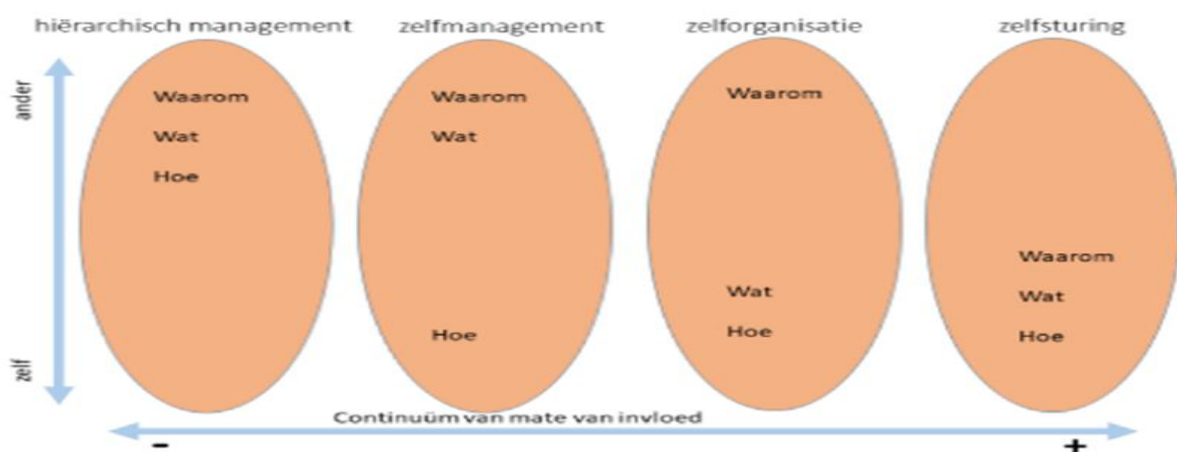 hiërarchisch management
zelfmanagement
zelforganisatie
zelfsturing
ander
zelf
Waarom
Wat
Hoe
Waarom
Wat
Hoe
Waarom
Wat
Hoe
Waarom
Wat
Hoe
Continuüm van mate van invloed
-
+